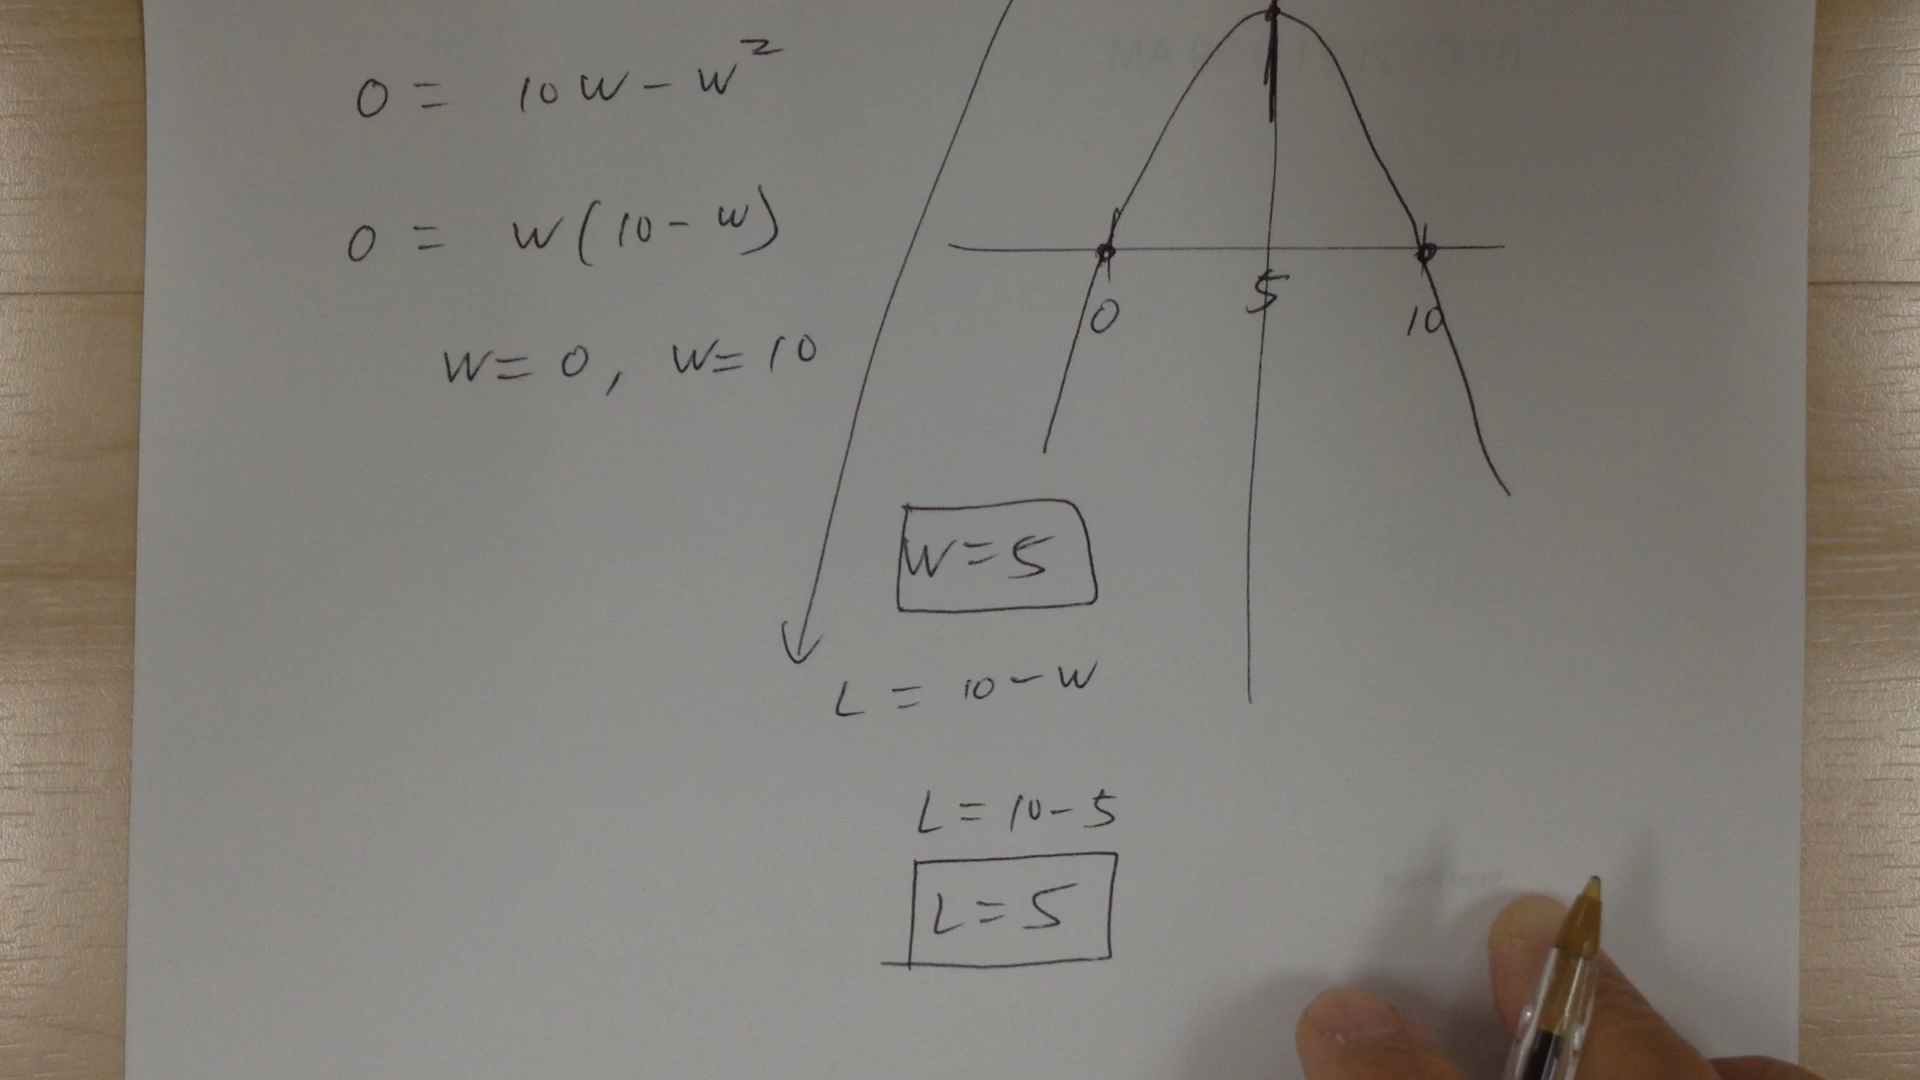 0 = 10W - W²
0 = W(10 - W)
W = 0, W = 10
0 5 10
W = 5
L = 10 - W
L = 10 - 5
L = 5